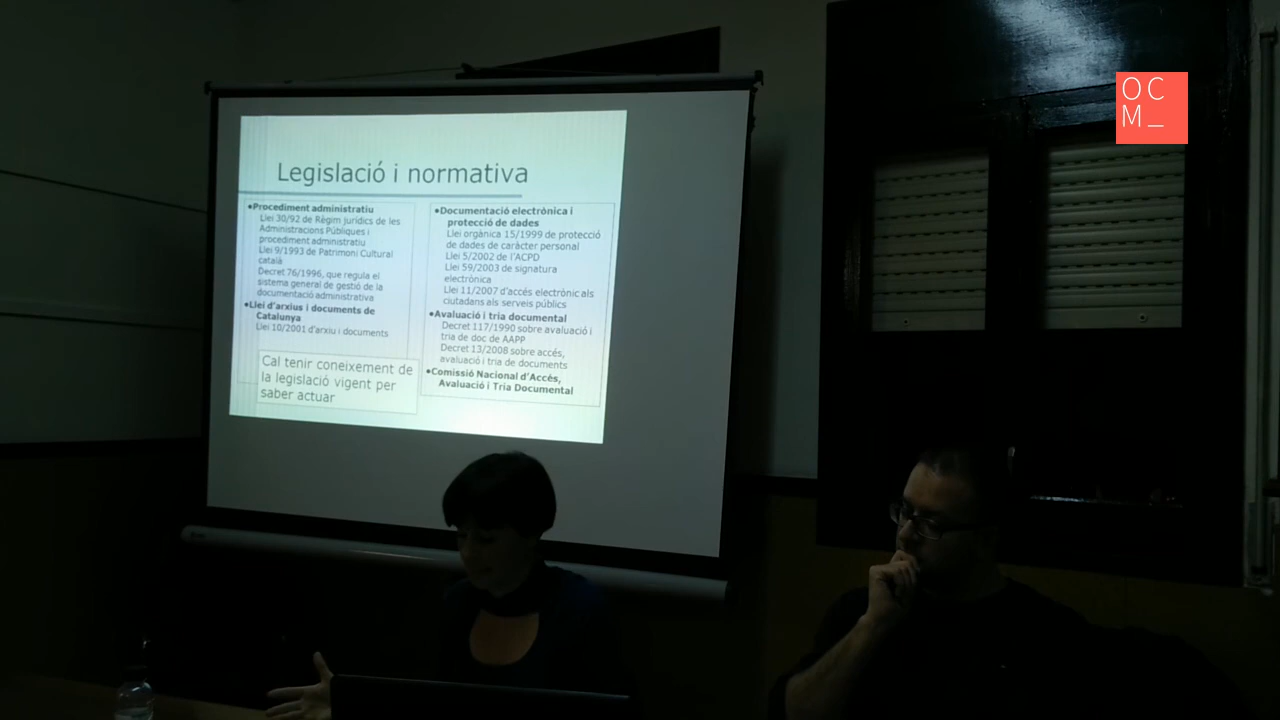 Legislació i normativa
●Procediment administratiu
Llei 30/92 de Règim jurídics de les
Administracions Públiques i
procediment administratiu
Llei 9/1993 de Patrimoni Cultural
català
Decret 76/1996, que regula el
sistema general de gestió de la
documentació administrativa
●Llei d'arxius i documents de
Catalunya
Llei 10/2001 d'arxiu i documents
Cal tenir coneixement de
la legislació vigent per
saber actuar
●Documentació electrònica i
protecció de dades
Llei orgànica 15/1999 de protecció
de dades de caràcter personal
Llei 5/2002 de l'ACPD
Llei 59/2003 de signatura
electrònica
Llei 11/2007 d'accés electrònic als
ciutadans als serveis públics
●Avaluació i tria documental
Decret 117/1990 sobre avaluació i
tria de doc de AAPP
Decret 13/2008 sobre accés,
avaluació i tria de documents
●Comissió Nacional d'Accés,
Avaluació i Tria Documental
OC
M_